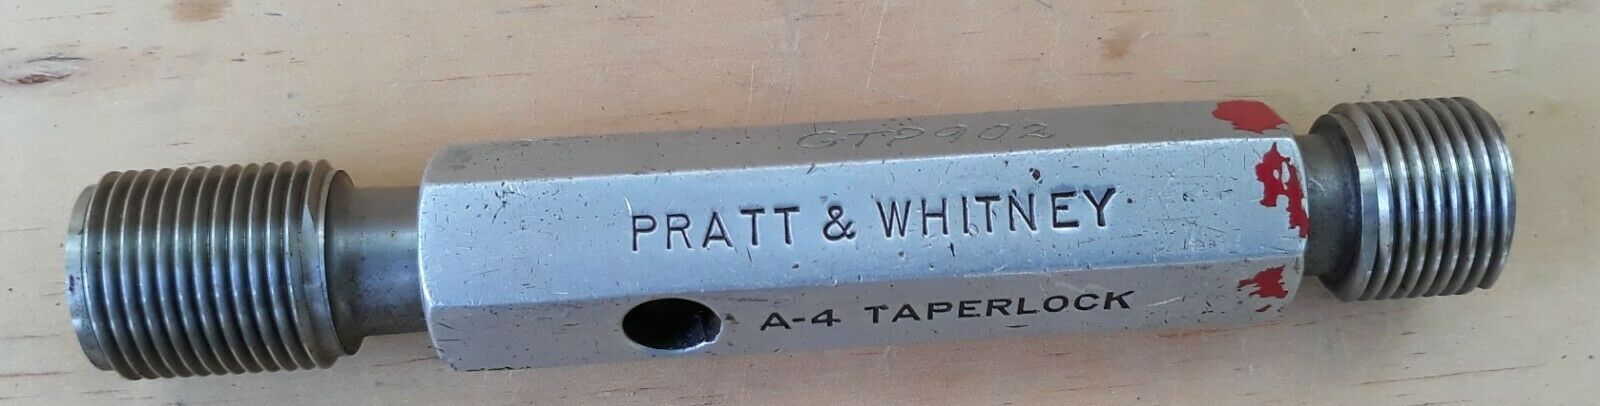 GTP902
PRATT & WHITNEY
A-4 TAPERLOCK